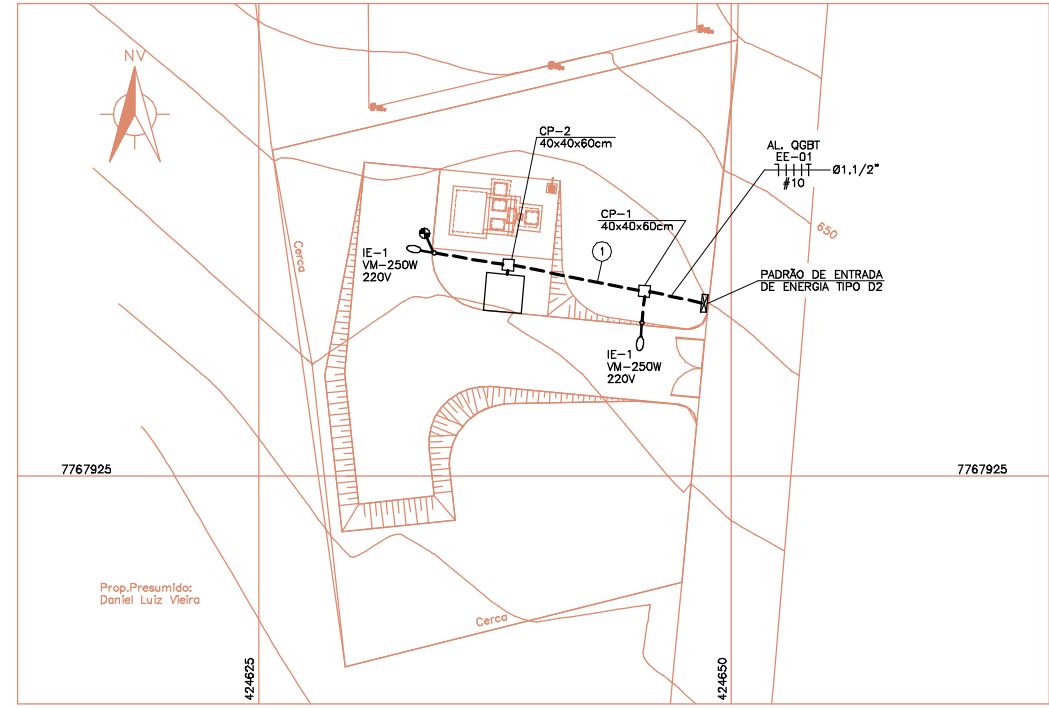 NV
CP-2
40x40x60cm
AL. QGBT
EE-01
Ø1.1/2"
#10
CP-1
40x40x60cm
650
1
Cerca
IE-1
VM-250W
220V
PADRÃO DE ENTRADA
DE ENERGIA TIPO D2
IE-1
VM-250W
220V
7767925
7767925
Prop.Presumido:
Daniel Luiz Vieira
Cerca
424625
424650